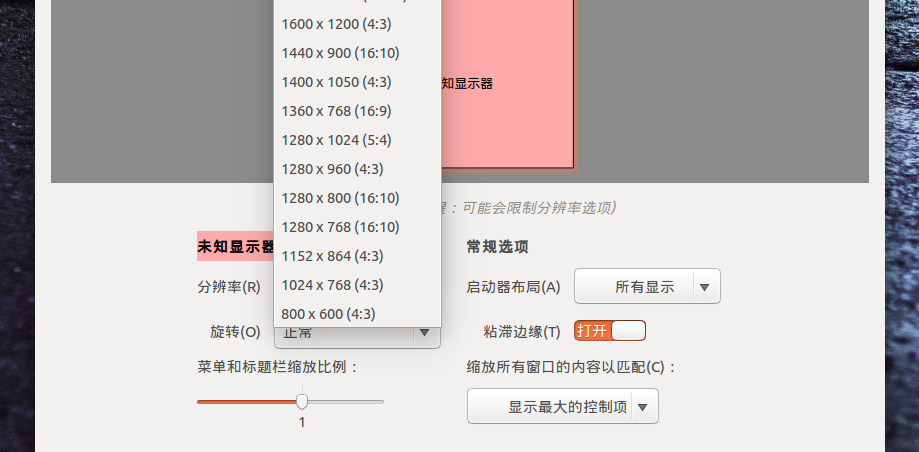 1600 x 1200 (4:3)
1440 x 900 (16:10)
1400 x 1050 (4:3)
知显示器
1360 x 768 (16:9)
1280 x 1024 (5:4)
1280 x 960 (4:3)
1280 x 800 (16:10)
：可能会限制分辨率选项)
1280 x 768 (16:10)
未知显示器
常规选项
1152 x 864 (4:3)
分辨率(R)
1024 x 768 (4:3)
启动器布局(A)
所有显示
800 x 600 (4:3)
旋转(O)
正常
粘滞边缘(T)
打开
菜单和标题栏缩放比例：
缩放所有窗口的内容以匹配(C)：
显示最大的控制项
1